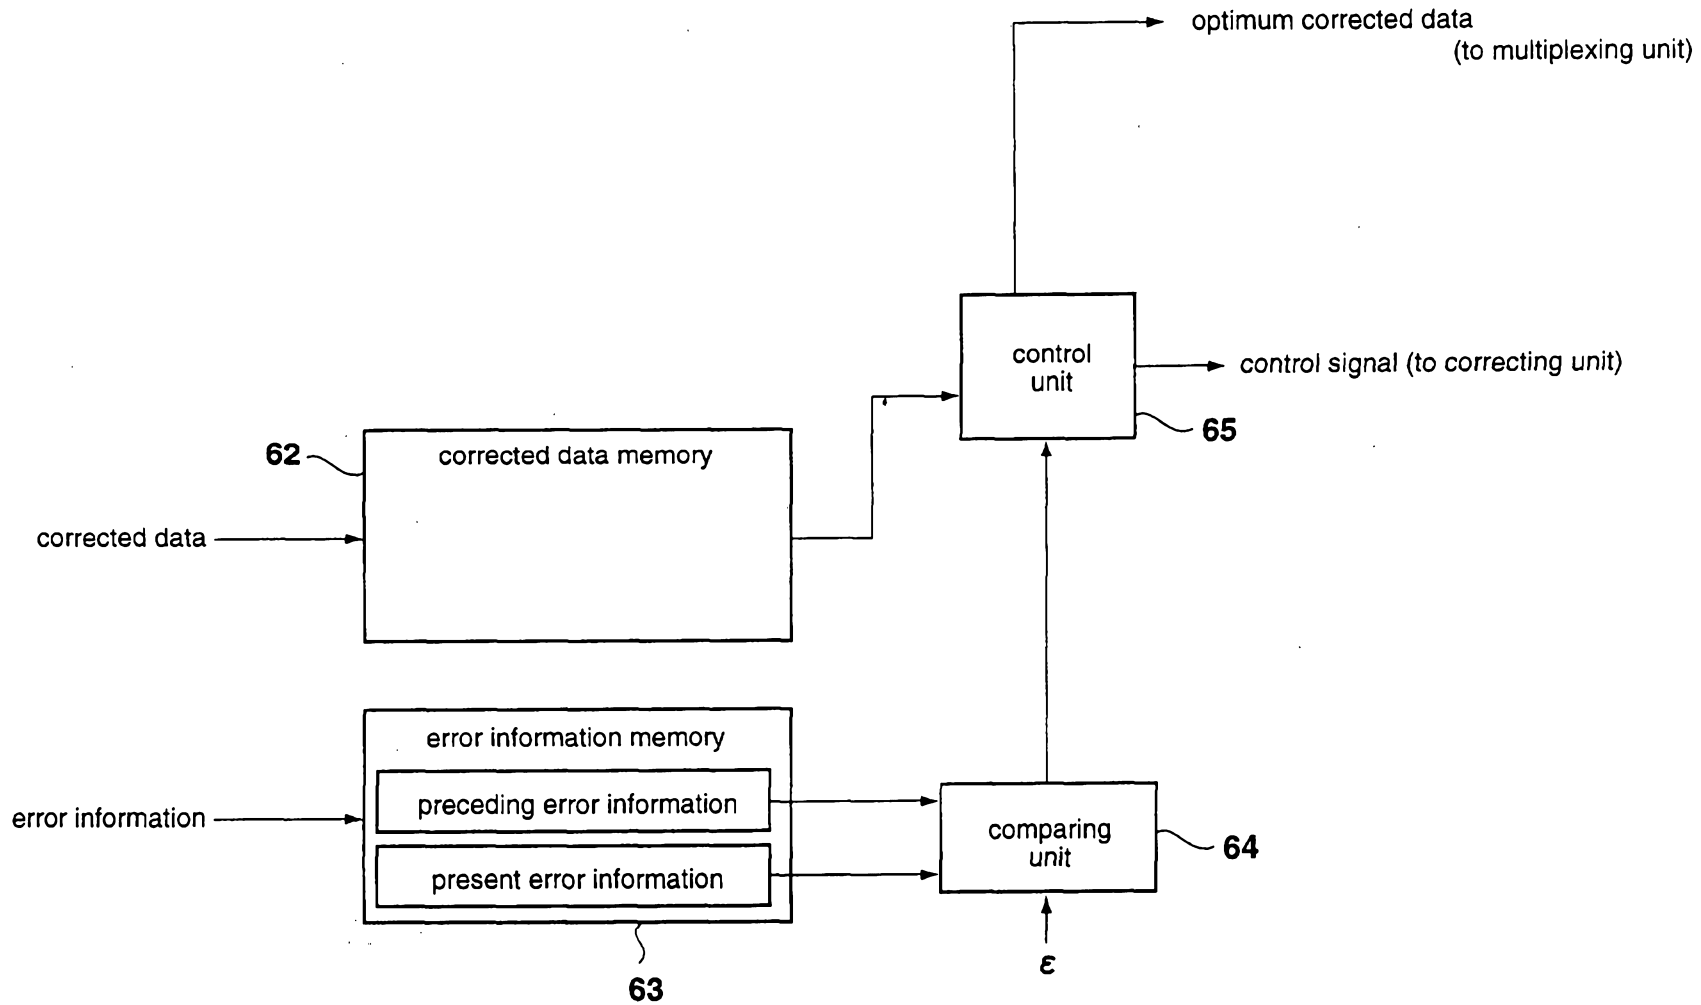 optimum corrected data
(to multiplexing unit)
control
unit
control signal (to correcting unit)
65
62
corrected data memory
corrected data
error information memory
preceding error information
error information
present error information
comparing
unit
64
ε
63